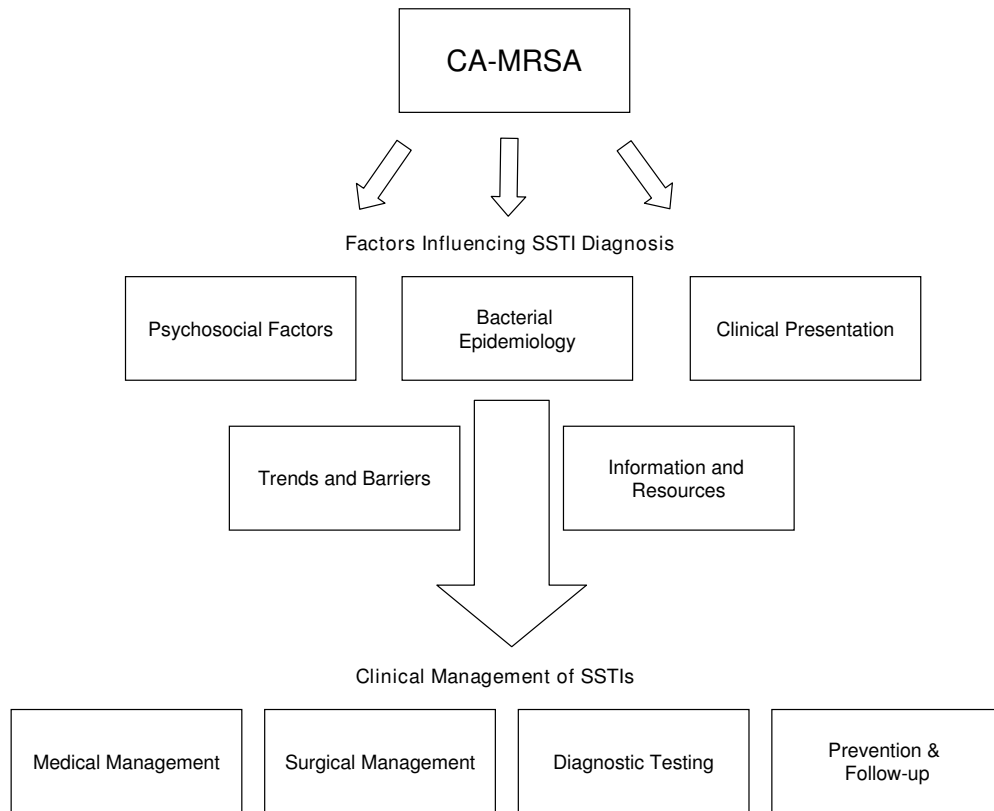 CA-MRSA
Factors Influencing SSTI Diagnosis
Psychosocial Factors
Bacterial
Epidemiology
Clinical Presentation
Trends and Barriers
Information and
Resources
Clinical Management of SSTIs
Medical Management
Surgical Management
Diagnostic Testing
Prevention &
Follow-up